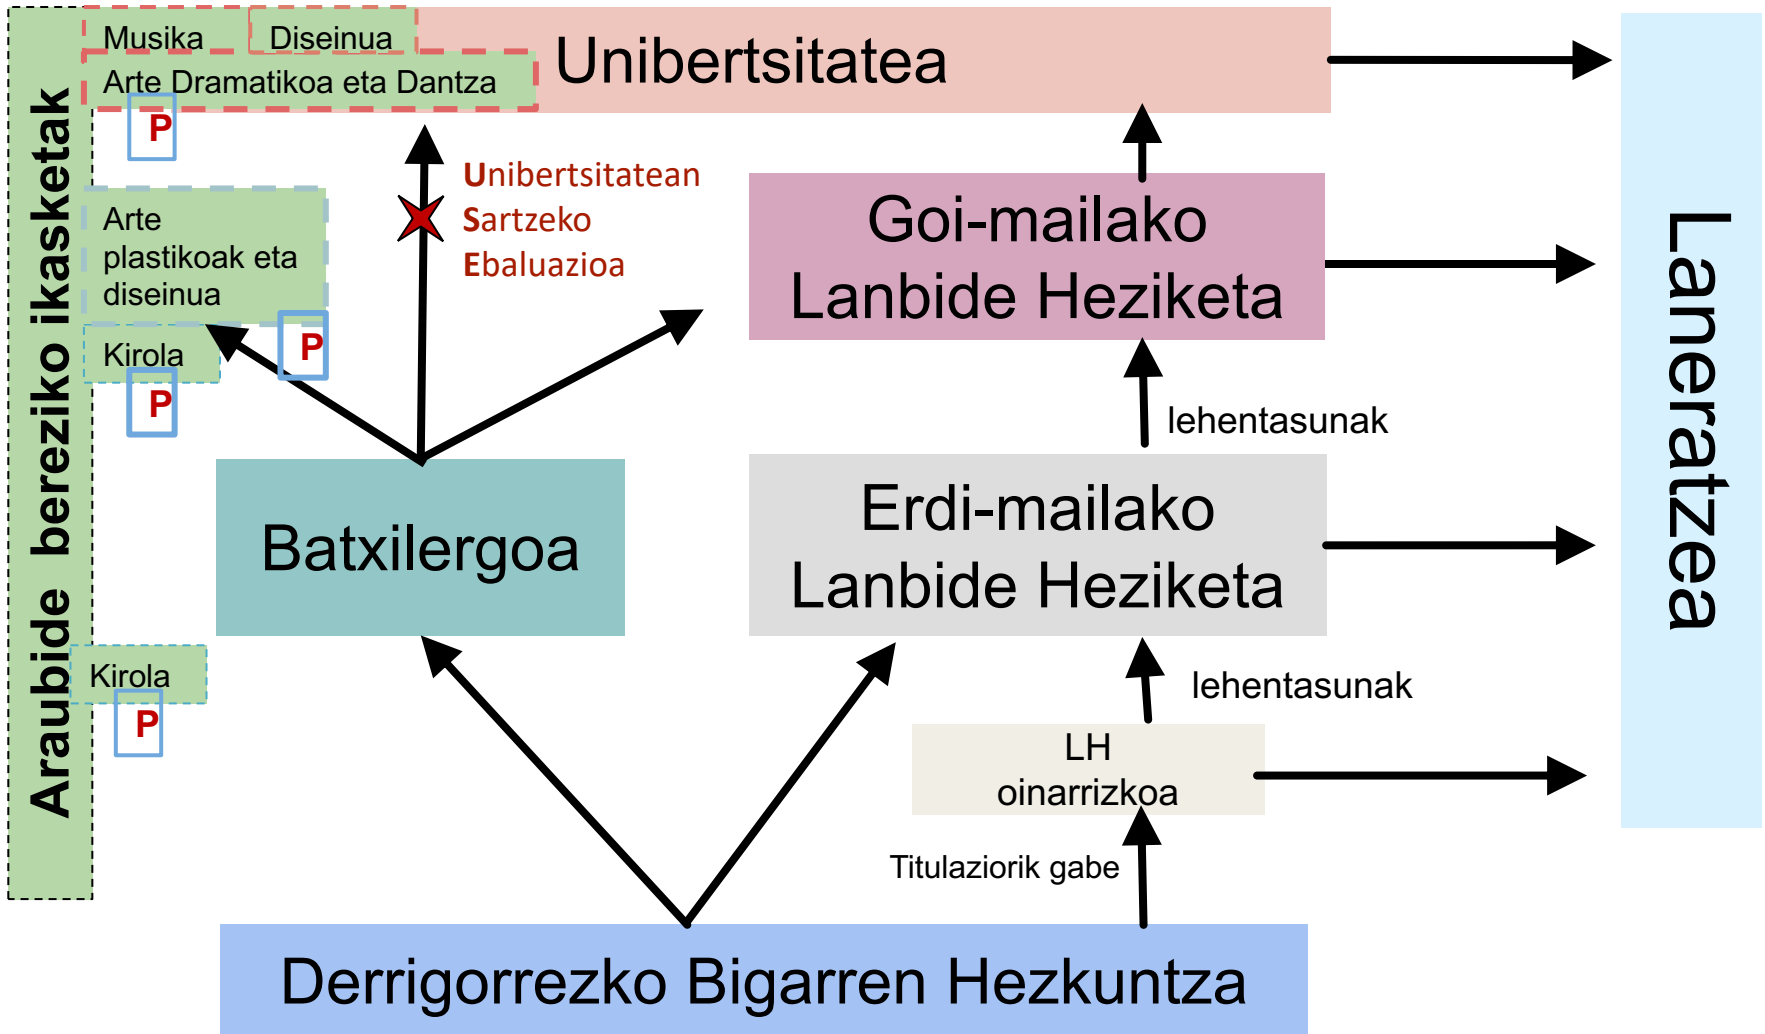 Araubide bereziko ikasketak
Musika
Diseinua
Arte Dramatikoa eta Dantza
P
Unibertsitatea
Unibertsitatean
Sartzeko
Ebaluazioa
Arte
plastikoak eta
diseinua
P
Kirola
P
Goi-mailako
Lanbide Heziketa
lehentasunak
Batxilergoa
Erdi-mailako
Lanbide Heziketa
Kirola
P
lehentasunak
LH
oinarrizkoa
Titulaziorik gabe
Derrigorrezko Bigarren Hezkuntza
Laneratzea